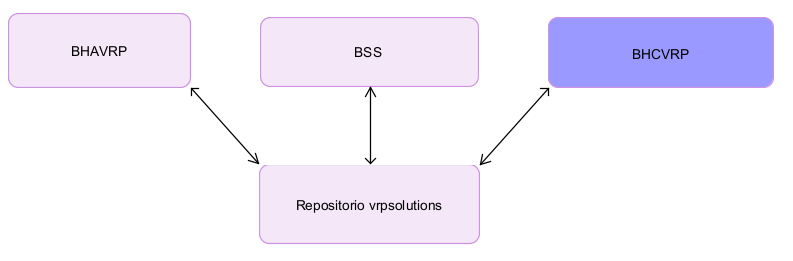 BHAVRP
BSS
BHCVRP
Repositorio vrpsolutions